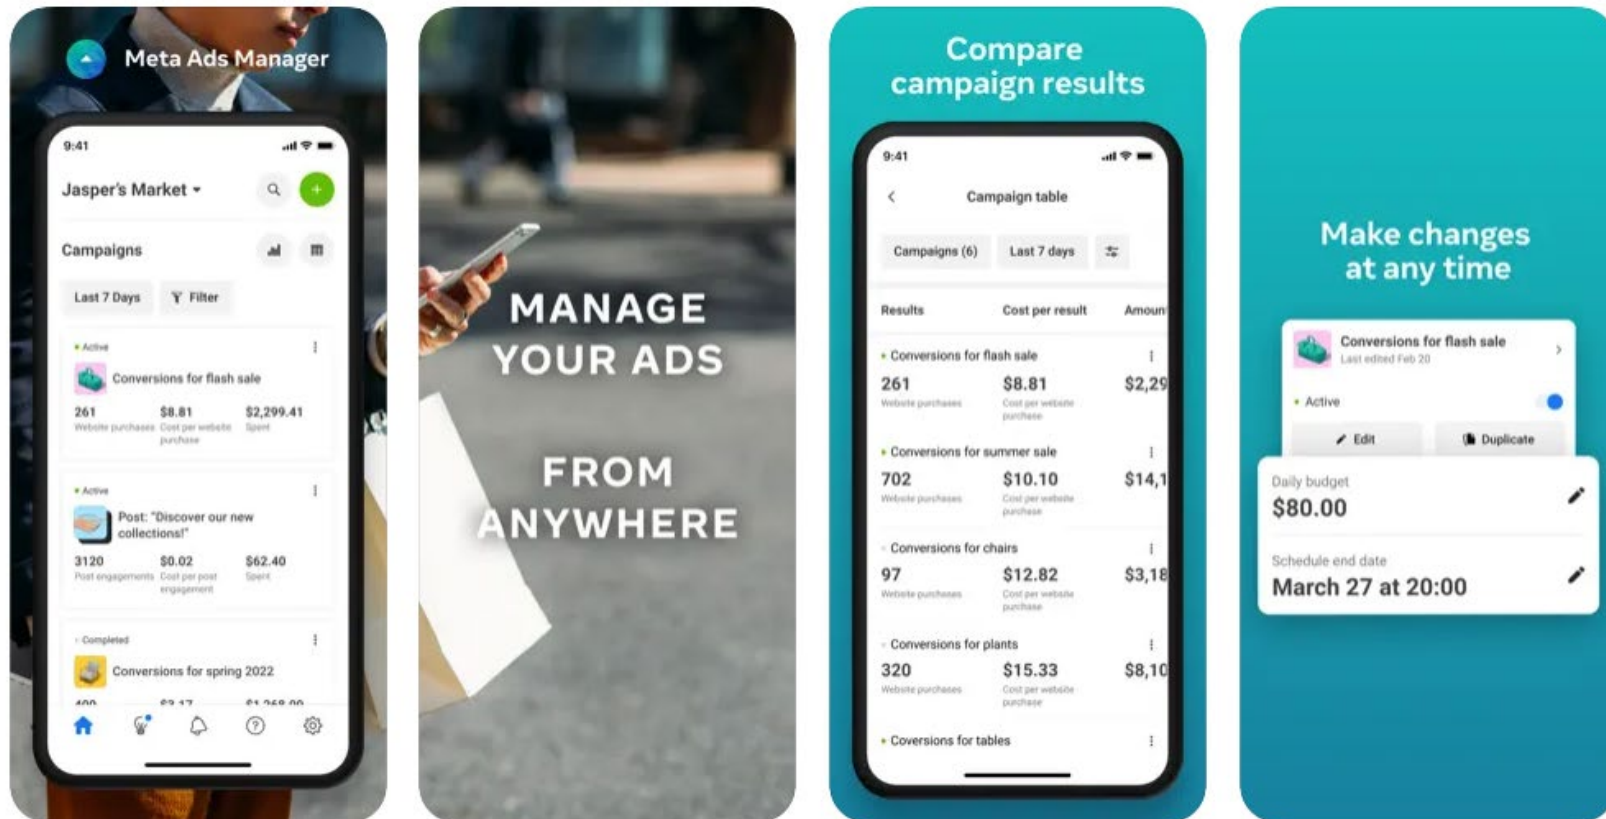 Meta Ads Manager
9:41
Jasper's Market
Campaigns
Last 7 Days
Filter
Active
Conversions for flash sale
261
$8.81
$2,299.41
Website purchases
Cost per website
purchase
Spent
Active
Post: "Discover our new
collections!"
3120
$0.02
$62.40
Post engagements
Cost per post
engagement
Spent
Completed
Conversions for spring 2022
MANAGE
YOUR ADS
FROM
ANYWHERE
Compare
campaign results
9:41
Campaign table
Campaigns (6)
Last 7 days
Results
Cost per result
Conversions for flash sale
261
$8.81
$2,29
Website purchases
Cost per website
purchase
Conversions for summer sale
702
$10.10
$14,1
Website purchases
Cost per website
purchase
Conversions for chairs
97
$12.82
$3,18
Website purchases
Cost per website
purchase
Conversions for plants
320
$15.33
$8,10
Website purchases
Cost per website
purchase
Coversions for tables
Make changes
at any time
Conversions for flash sale
Last edited Feb 20
Active
Edit
Duplicate
Daily budget
$80.00
Schedule end date
March 27 at 20:00